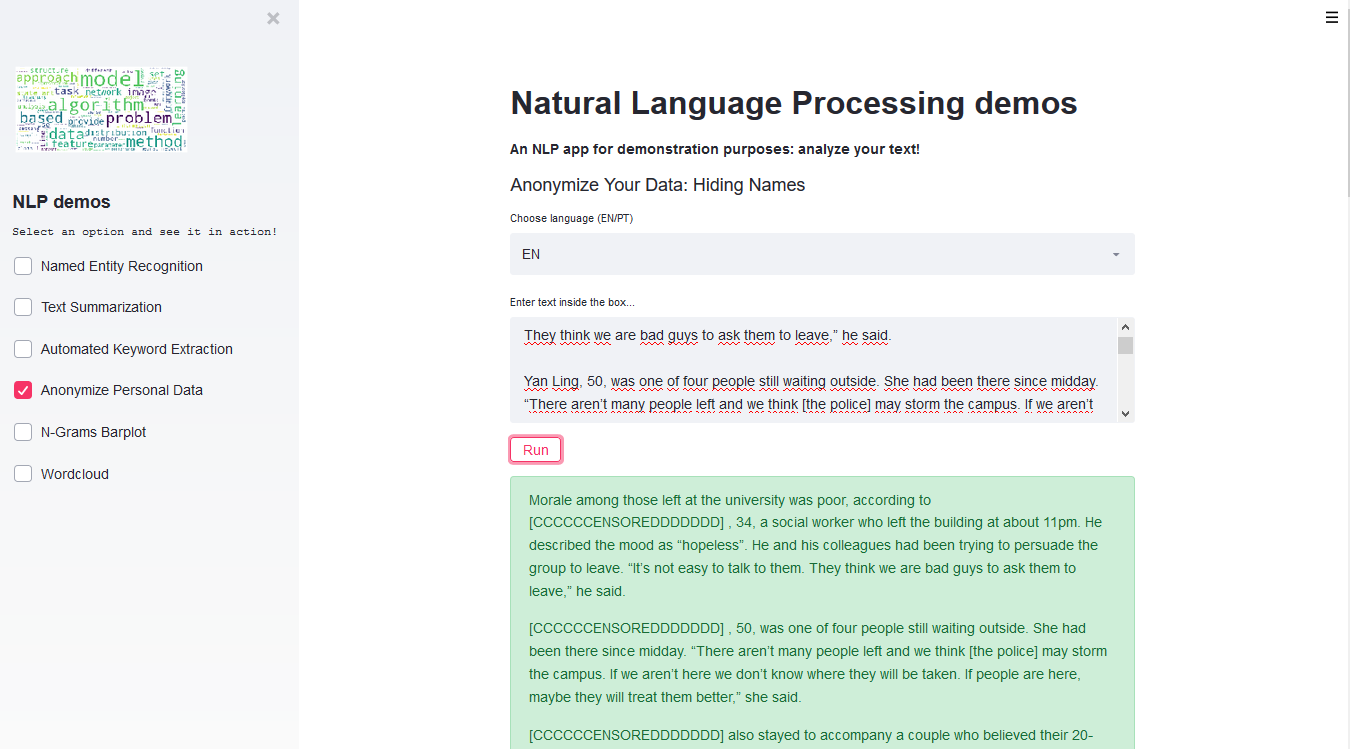 ×
☰
structure
approach model set
task network image learning
algorithm
based provide problem
data distribution function
number
feature parameter method
NLP demos
Select an option and see it in action!
Named Entity Recognition
Text Summarization
Automated Keyword Extraction
Anonymize Personal Data
N-Grams Barplot
Wordcloud
Natural Language Processing demos
An NLP app for demonstration purposes: analyze your text!
Anonymize Your Data: Hiding Names
Choose language (EN/PT)
EN
Enter text inside the box...
They think we are bad guys to ask them to leave,” he said.
Yan Ling, 50, was one of four people still waiting outside. She had been there since midday.
“There aren’t many people left and we think [the police] may storm the campus. If we aren’t
Run
Morale among those left at the university was poor, according to
[CCCCCCENSOREDDDDDDD] , 34, a social worker who left the building at about 11pm. He
described the mood as “hopeless”. He and his colleagues had been trying to persuade the
group to leave. “It’s not easy to talk to them. They think we are bad guys to ask them to
leave,” he said.
[CCCCCCENSOREDDDDDDD] , 50, was one of four people still waiting outside. She had
been there since midday. “There aren’t many people left and we think [the police] may storm
the campus. If we aren’t here we don’t know where they will be taken. If people are here,
maybe they will treat them better,” she said.
[CCCCCCENSOREDDDDDDD] also stayed to accompany a couple who believed their 20-